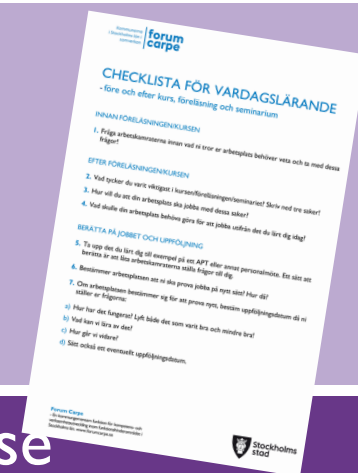 Kommunerna
i Stockholms län i
samverkan
forum
carpe
CHECKLISTA FÖR VARDAGSLÄRANDE
- före och efter kurs, föreläsning och seminarium
INNAN FÖRELÄSNINGEN/KURSEN
1. Fråga arbetskamraterna innan vad ni tror er arbetsplats behöver veta och ta med dessa
frågor!
EFTER FÖRELÄSNINGEN/KURSEN
2. Vad tycker du varit viktigast i kursen/föreläsningen/seminariet? Skriv ned tre saker!
3. Hur vill du att din arbetsplats ska jobba med dessa saker?
4. Vad skulle din arbetsplats behöva göra för att jobba utifrån det du lärt dig idag?
BERÄTTA PÅ JOBBET OCH UPPFÖLJNING
5. Ta upp det du lärt dig till exempel på ett APT eller annat personalmöte. Ett sätt att
berätta är att låta arbetskamraterna ställa frågor till dig.
6. Bestämmer arbetsplatsen att ni ska prova jobba på nytt sätt? Hur då?
7. Om arbetsplatsen bestämmer sig för att prova nytt, bestäm uppföljningsdatum då ni
ställer er frågorna:
a) Hur har det fungerat? Lyft både det som varit bra och mindre bra!
b) Vad kan vi lära av det?
c) Hur går vi vidare?
d) Sätt också ett eventuellt uppföljningsdatum.
Forum Carpe
Stockholms
stad
se